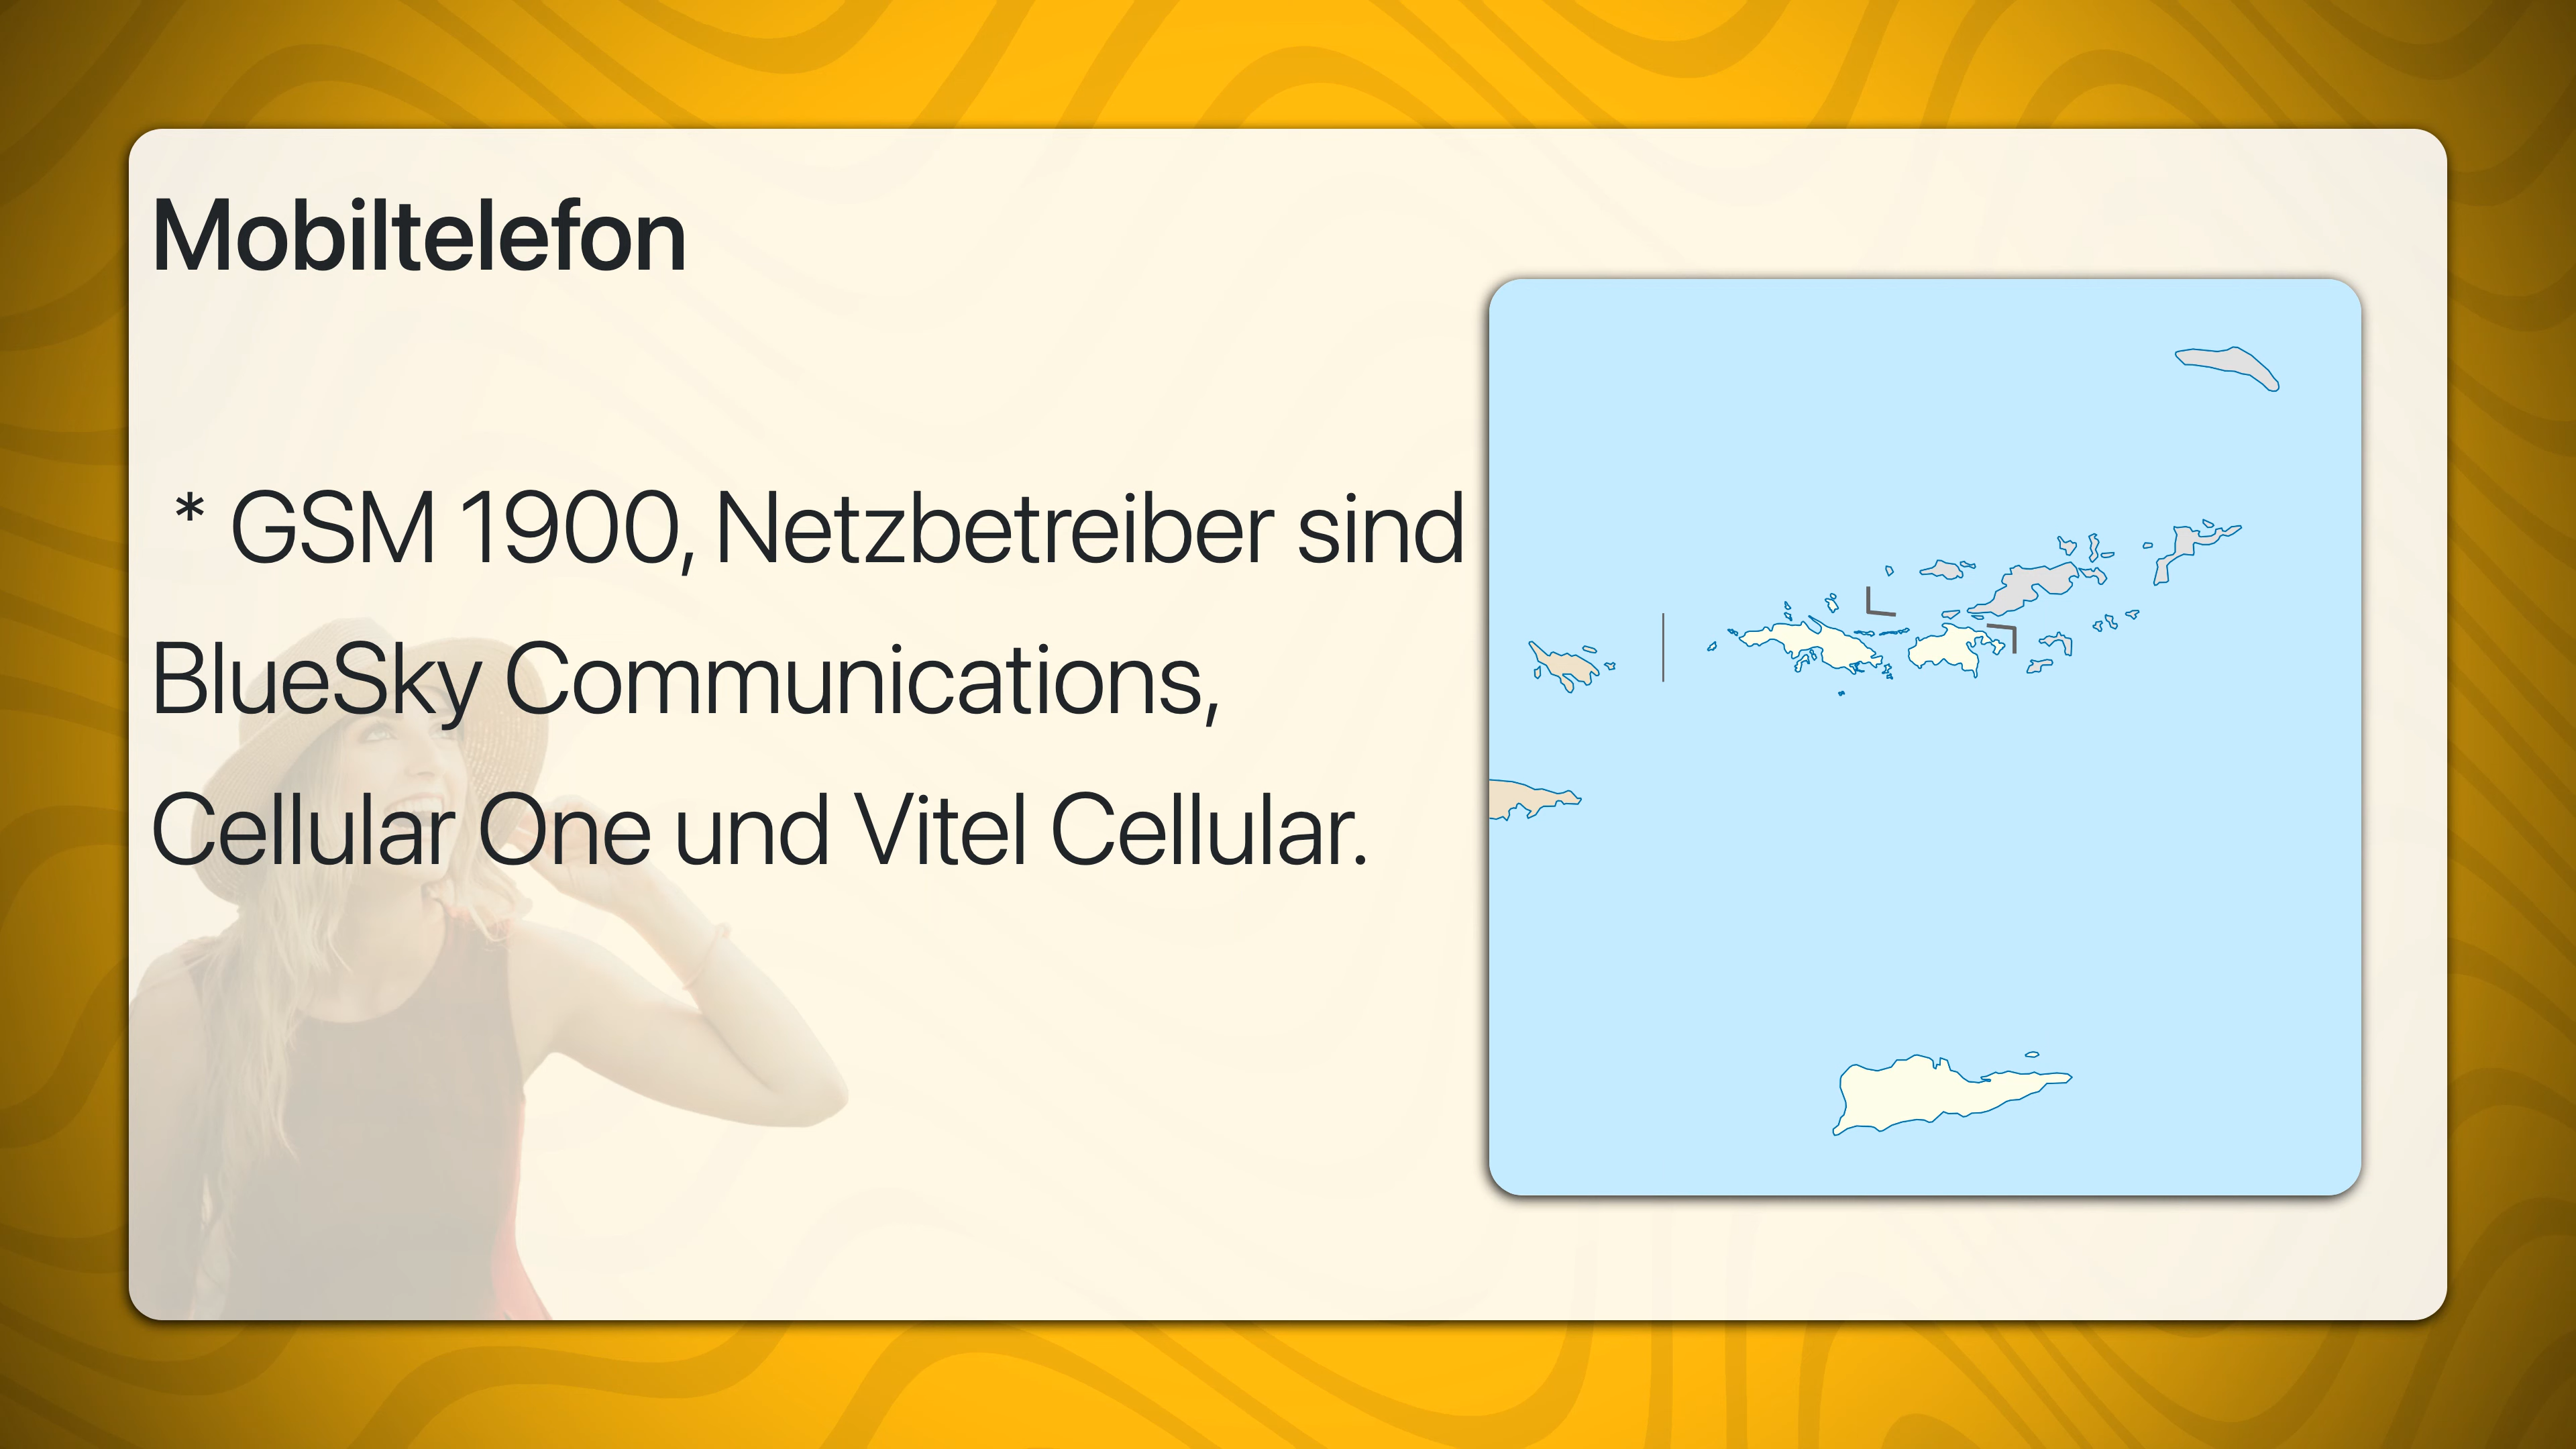 Mobiltelefon
* GSM 1900, Netzbetreiber sind
BlueSky Communications,
Cellular One und Vitel Cellular.